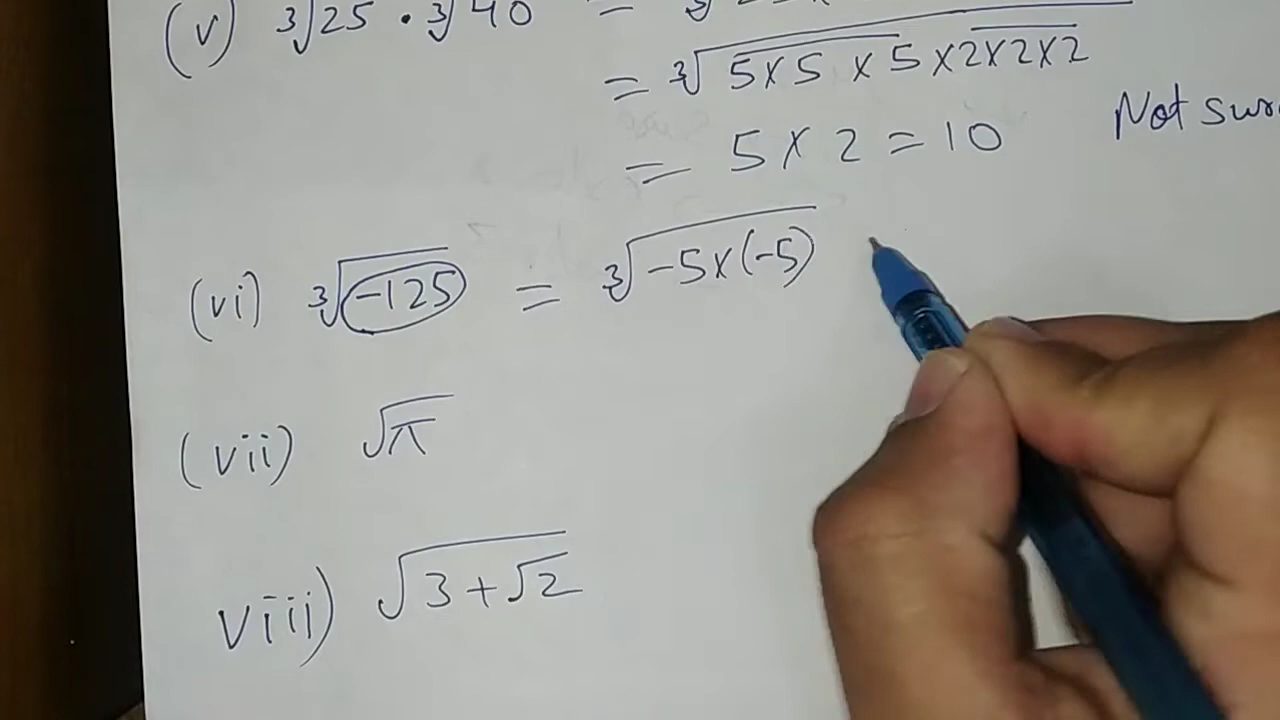 (v) ∛25 · ∛40 =
= ∛5×5×5×2×2×2
= 5×2=10 Not
(vi) ∛-125 = ∛-5×(-5)
(vii) √π
viii) √3+√2